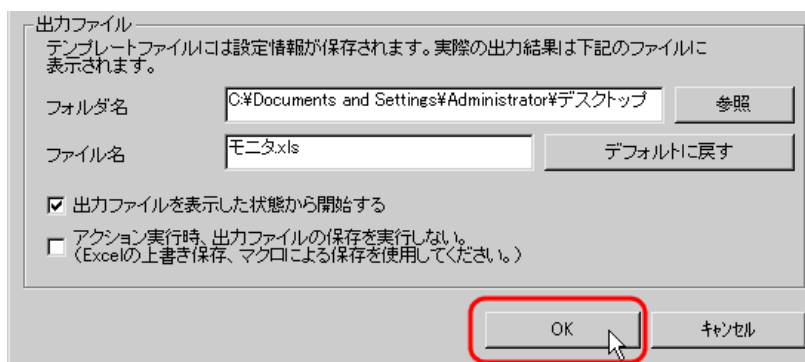 出力ファイル
テンプレートファイルには設定情報が保存されます。実際の出力結果は下記のファイルに
表示されます。
フォルダ名
C:¥Documents and Settings¥Administrator¥デスクトップ
参照
ファイル名
モニタ.xls
デフォルトに戻す
出力ファイルを表示した状態から開始する
アクション実行時、出力ファイルの保存を実行しない。
（Excelの上書き保存、マクロによる保存を使用してください。）
OK
キャンセル